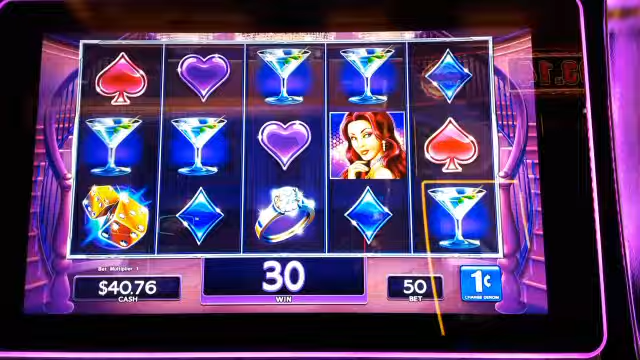 Bet Multiplier 1
$40.76
CASH
30
WIN
50
BET
1¢
CHANGE DENOM